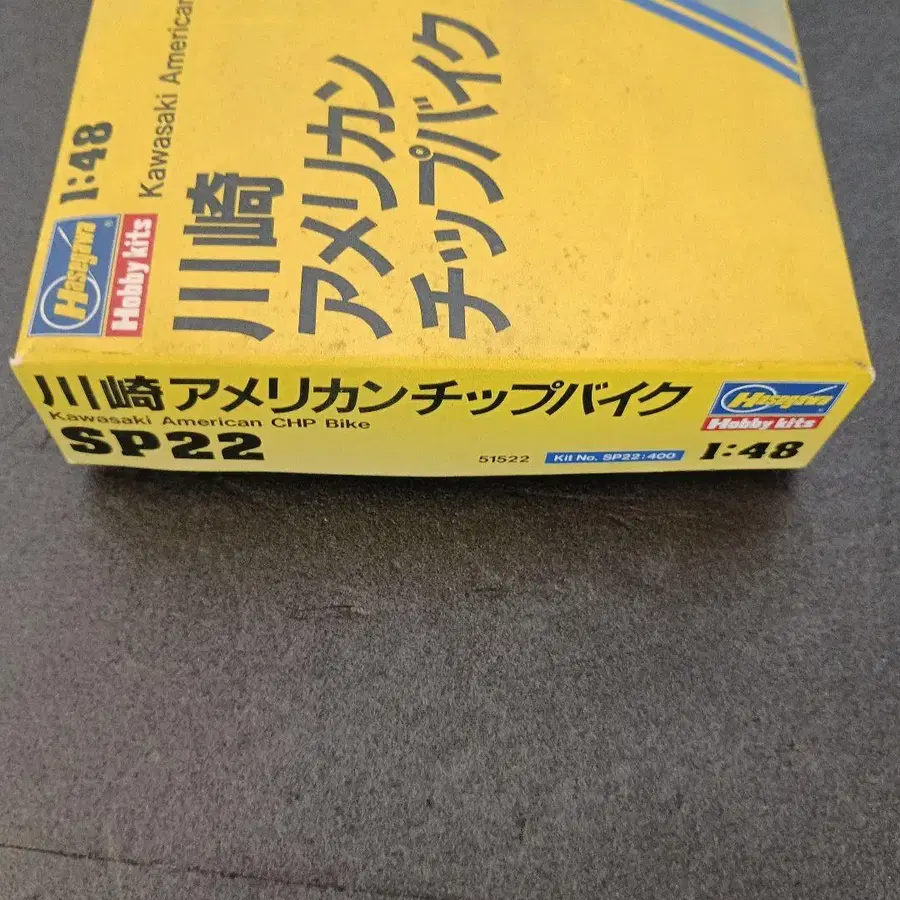 1:48
Kawasaki American
Hasegawa
Hobby kits
川崎
アメリカン
チップバイク
川崎アメリカンチップバイク
Kawasaki American CHP Bike
SP22
51522
Kit No. SP22:400
1:48
Hasegawa
Hobby kits